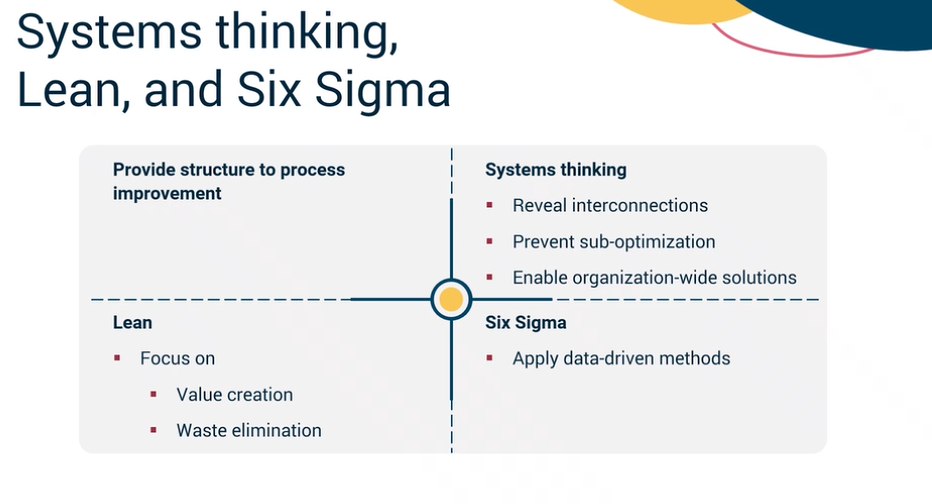 Systems thinking,
Lean, and Six Sigma
Provide structure to process
improvement
Systems thinking
▪ Reveal interconnections
▪ Prevent sub-optimization
▪ Enable organization-wide solutions
Lean
▪ Focus on
▪ Value creation
▪ Waste elimination
Six Sigma
▪ Apply data-driven methods